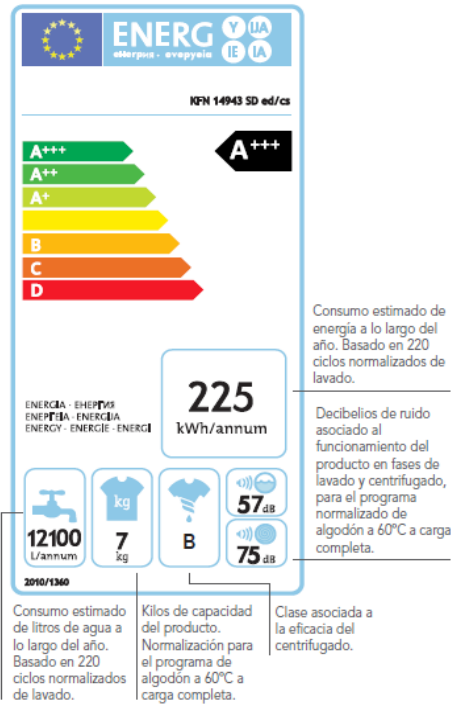 ENERG Y UA
енергия · ενεργεια IE IA
KFN 14943 SD ed/cs
A+++ A+++
A++
A+
B
C
D
Consumo estimado de
energía a lo largo del
año. Basado en 220
ciclos normalizados de
lavado.
225
kWh/annum
ENERGIA · ЕНЕРГИЯ
ΕΝΕΡΓΕΙΑ · ENERGIJA
ENERGY · ENERGIE · ENERGI
Decibelios de ruido
asociado al
funcionamiento del
producto en fases de
lavado y centrifugado,
para el programa
normalizado de
algodón a 60ºC a carga
completa.
12100
L/annum
kg
7
kg
B
57dB
75dB
2010/1360
Consumo estimado
de litros de agua a
lo largo del año.
Basado en 220
ciclos normalizados
de lavado.
Kilos de capacidad
del producto.
Normalización para
el programa de
algodón a 60ºC a
carga completa.
Clase asociada a
la eficacia del
centrifugado.